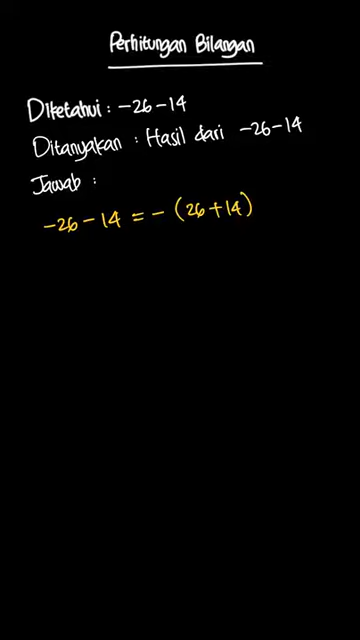 Perhitungan Bilangan
Diketahui : -26-14
Ditanyakan : Hasil dari -26-14
Jawab :
-26-14 = - (26+14)